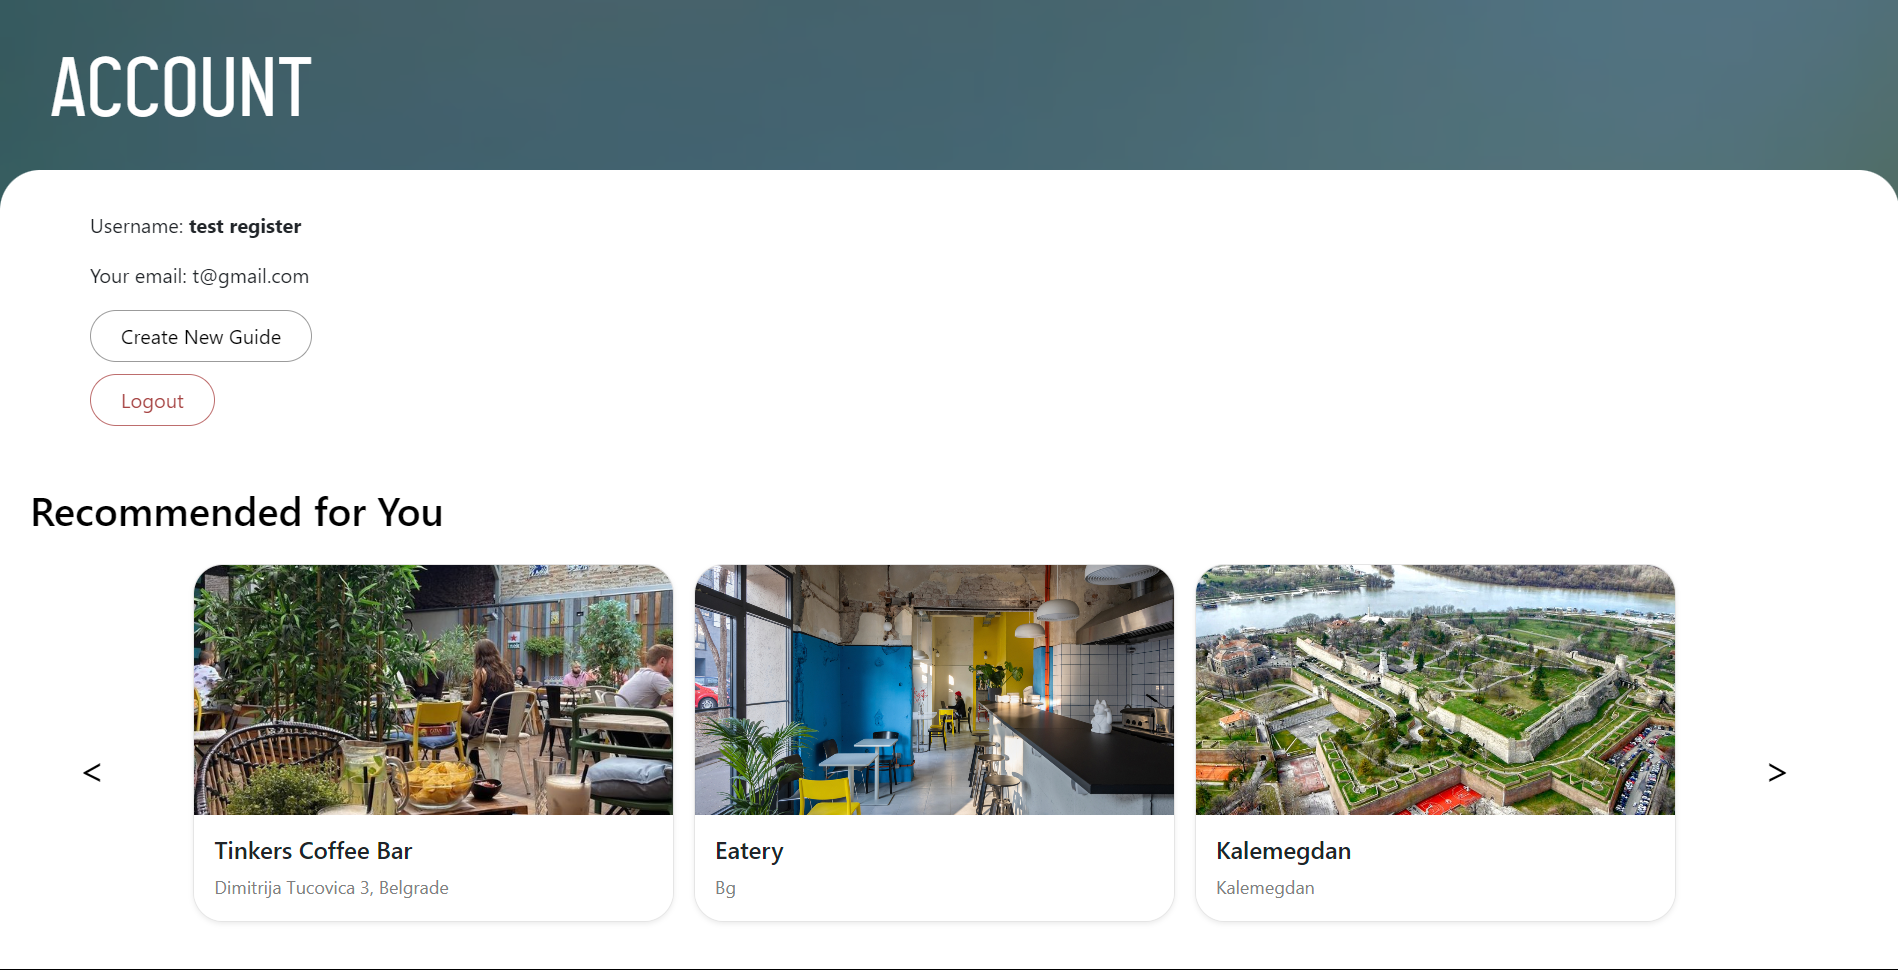 ACCOUNT
Username: test register
Your email: t@gmail.com
Create New Guide
Logout
Recommended for You
<
>
Tinkers Coffee Bar
Dimitrija Tucovica 3, Belgrade
Eatery
Bg
Kalemegdan
Kalemegdan